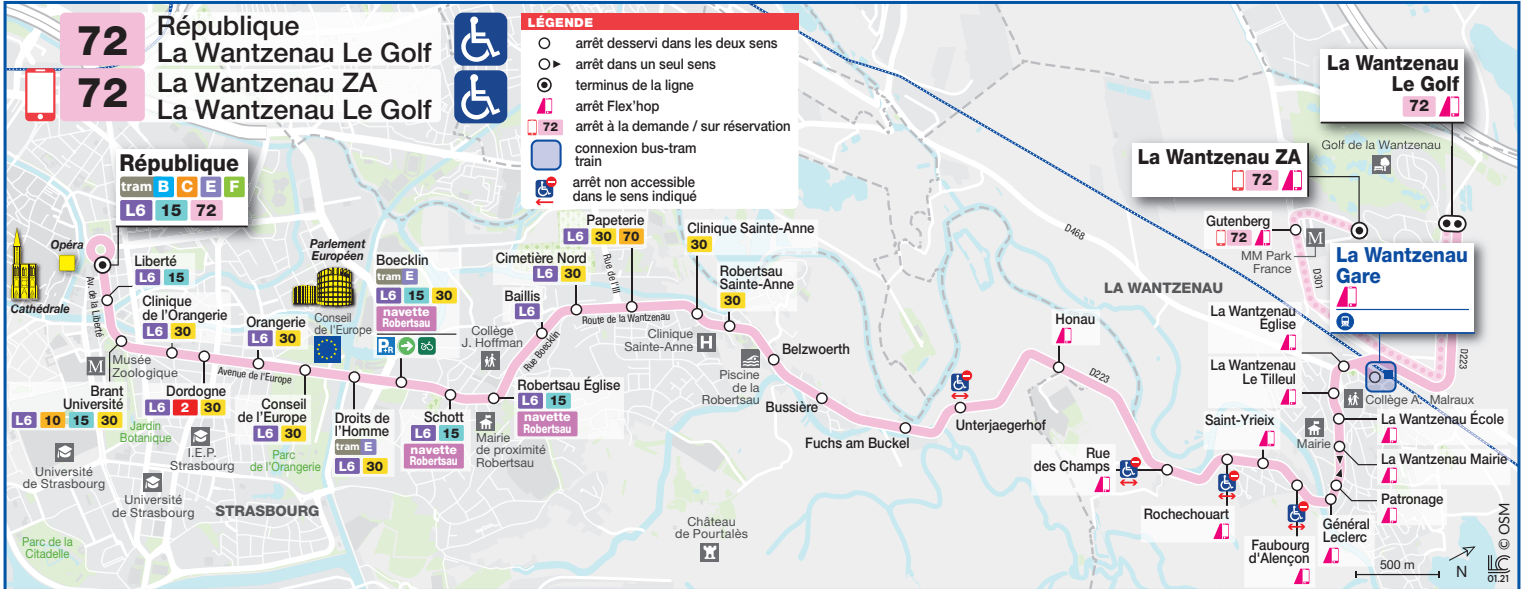 72
République
La Wantzenau Le Golf
72
La Wantzenau ZA
La Wantzenau Le Golf
LÉGENDE
arrêt desservi dans les deux sens
arrêt dans un seul sens
terminus de la ligne
arrêt Flex'hop
72
arrêt à la demande / sur réservation
connexion bus-tram
train
arrêt non accessible
dans le sens indiqué
République
tram B C E F
L6 15 72
Opéra
Cathédrale
Av. de la Liberté
Liberté
L6 15
Clinique
de l'Orangerie
L6 30
M
Musée
Zoologique
Brant
Université
L6 10 15 30
Dordogne
L6 2 30
Jardin
Botanique
I.E.P.
Strasbourg
Université
de Strasbourg
Université
de Strasbourg
STRASBOURG
Parc de la
Citadelle
Orangerie
L6 30
Avenue de l'Europe
Parlement
Européen
Conseil
de l'Europe
Conseil
de l'Europe
L6 30
Parc
de l'Orangerie
Droits de
l'Homme
tram E
L6 30
Boecklin
tram E
L6 15 30
navette
Robertsau
P+R
Schott
L6 15
navette
Robertsau
Collège
J. Hoffman
Mairie
de proximité
Robertsau
Robertsau Église
L6 15
navette
Robertsau
Rue Boecklin
Baillis
L6
Cimetière Nord
L6 30
Papeterie
L6 30 70
Rue de l'Ill
Route de la Wantzenau
Clinique Sainte-Anne
30
Clinique
Sainte-Anne
H
Robertsau
Sainte-Anne
30
Piscine
de la
Robertsau
Belzwoerth
Bussière
Fuchs am Buckel
Château
de Pourtalès
Unterjaegerhof
Honau
D223
D468
LA WANTZENAU
Rue
des Champs
Rochechouart
Saint-Yrieix
Faubourg
d'Alençon
Général
Leclerc
Patronage
La Wantzenau Mairie
La Wantzenau École
Mairie
Collège A. Malraux
La Wantzenau
Le Tilleul
La Wantzenau
Église
La Wantzenau
Gare
D301
D223
Gutenberg
72
M
MM Park
France
La Wantzenau ZA
72
Golf de la Wantzenau
La Wantzenau
Le Golf
72
500 m
N
LC
01.21
© OSM